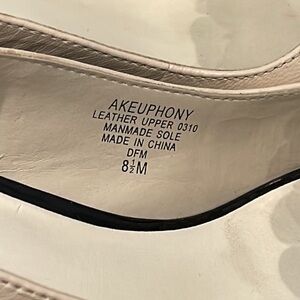 AKEUPHONY
LEATHER UPPER 0310
MANMADE SOLE
MADE IN CHINA
DFM
8½M